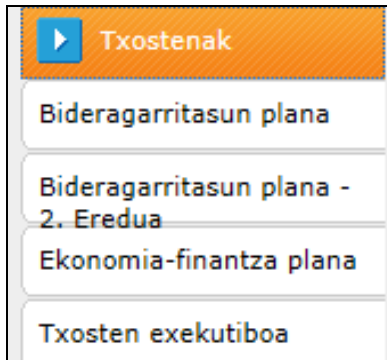 Txostenak
Bideragarritasun plana
Bideragarritasun plana -
2. Eredua
Ekonomia-finantza plana
Txosten exekutiboa